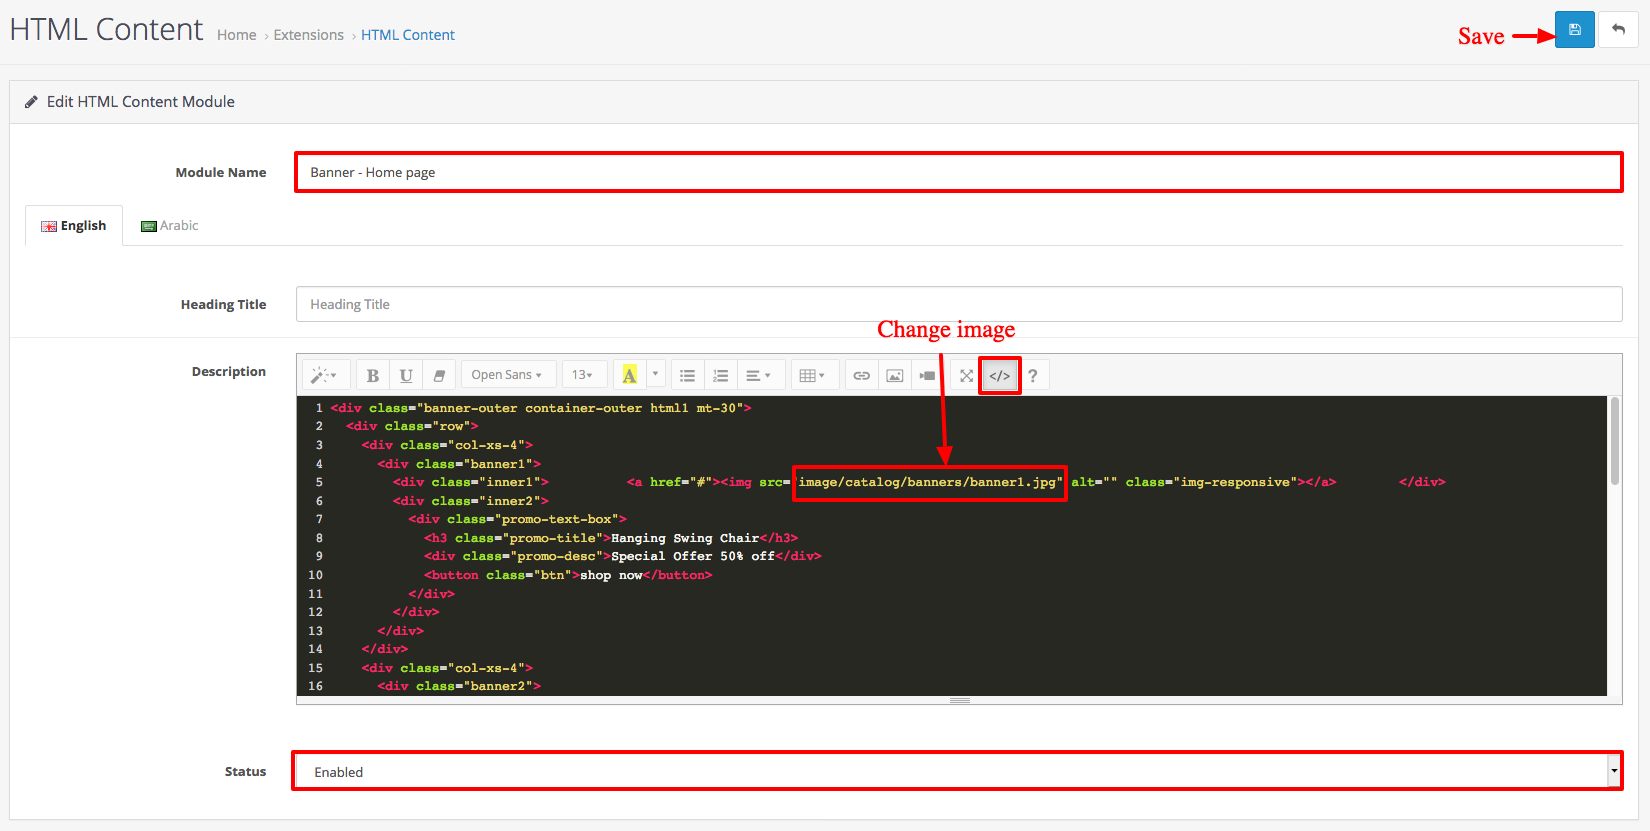 HTML Content Home › Extensions › HTML Content
Save
Edit HTML Content Module
Module Name Banner - Home page
English Arabic
Heading Title Heading Title
Change image
Description B U Open Sans 13 A </> ?
1 <div class="banner-outer container-outer html1 mt-30">
2 <div class="row">
3 <div class="col-xs-4">
4 <div class="banner1">
5 <div class="inner1"> <a href="#"><img src="image/catalog/banners/banner1.jpg" alt="" class="img-responsive"></a> </div>
6 <div class="inner2">
7 <div class="promo-text-box">
8 <h3 class="promo-title">Hanging Swing Chair</h3>
9 <div class="promo-desc">Special Offer 50% off</div>
10 <button class="btn">shop now</button>
11 </div>
12 </div>
13 </div>
14 </div>
15 <div class="col-xs-4">
16 <div class="banner2">
Status Enabled